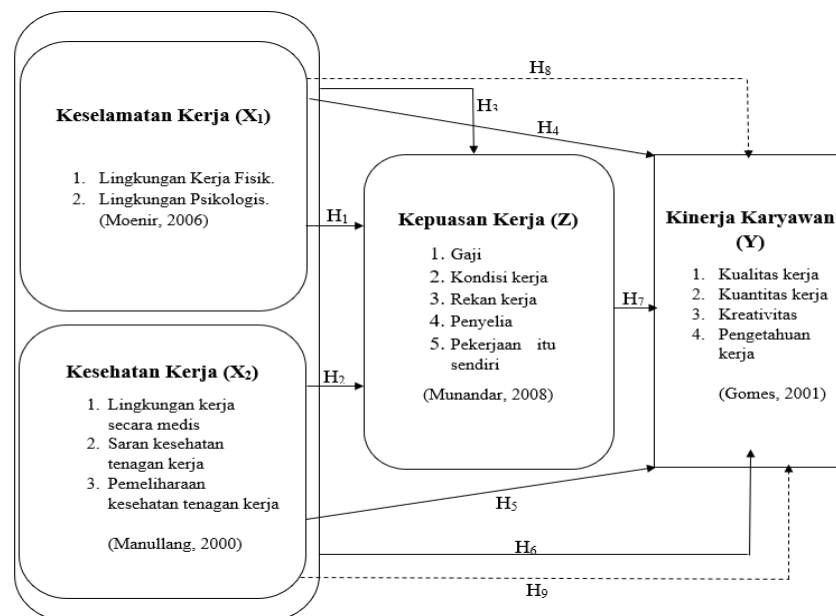 Keselamatan Kerja (X₁)
1. Lingkungan Kerja Fisik.
2. Lingkungan Psikologis.
(Moenir, 2006)
Kesehatan Kerja (X₂)
1. Lingkungan kerja
secara medis
2. Saran kesehatan
tenagan kerja
3. Pemeliharaan
kesehatan tenagan kerja
(Manullang, 2000)
H₁
H₂
H₃
H₄
H₈
Kepuasan Kerja (Z)
1. Gaji
2. Kondisi kerja
3. Rekan kerja
4. Penyelia
5. Pekerjaan itu
sendiri
(Munandar, 2008)
H₇
H₅
H₆
H₉
Kinerja Karyawan
(Y)
1. Kualitas kerja
2. Kuantitas kerja
3. Kreativitas
4. Pengetahuan
kerja
(Gomes, 2001)